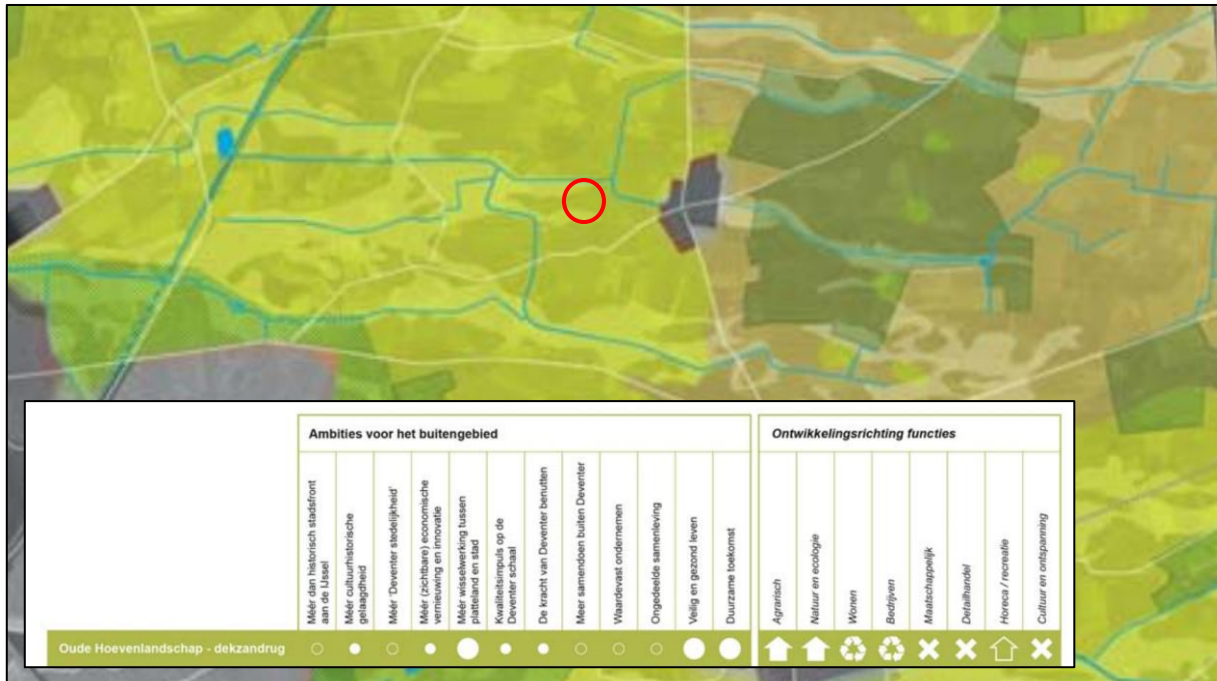 Ambities voor het buitengebied
Ontwikkelingsrichting functies
Méér dan historisch stadsfront
aan de IJssel
Méér cultuurhistorische
gelaagdheid
Méér 'Deventer stedelijkheid'
Méér (zichtbare) economische
vernieuwing en innovatie
Méér wisselwerking tussen
platteland en stad
Kwaliteitsimpuls op de
Deventer schaal
De kracht van Deventer benutten
Meer samendoen buiten Deventer
Waardevast ondernemen
Ongedeelde samenleving
Veilig en gezond leven
Duurzame toekomst
Agrarisch
Natuur en ecologie
Wonen
Bedrijven
Maatschappelijk
Detailhandel
Horeca / recreatie
Cultuur en ontspanning
Oude Hoevenlandschap - dekzandrug